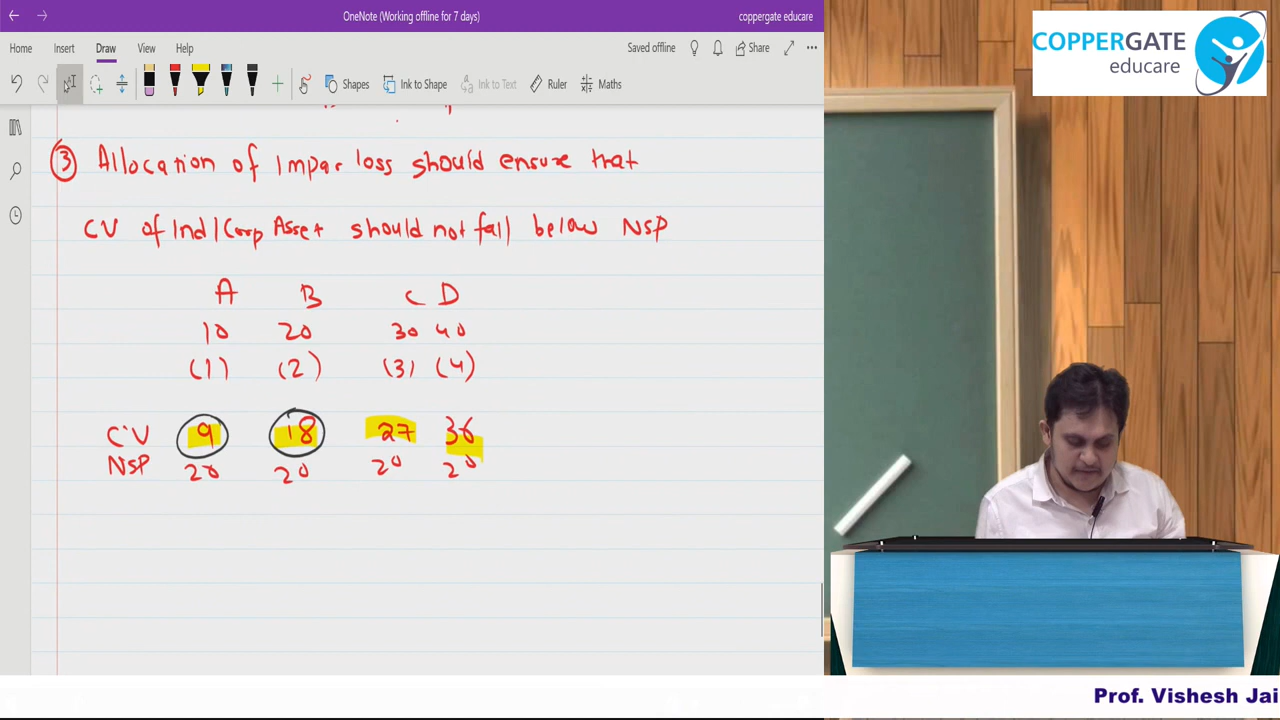 OneNote (Working offline for 7 days)
coppergate educare
Home Insert Draw View Help
Saved offline Share
Shapes Ink to Shape Ink to Text Ruler Maths
COPPERGATE
educare
③ Allocation of Impar loss should ensure that
CV of Ind/Corp Asset should not fall below NSP
A B C D
10 20 30 40
(1) (2) (3) (4)
CV 9 18 27 36
NSP 20 20 20 20
Prof. Vishesh Jai